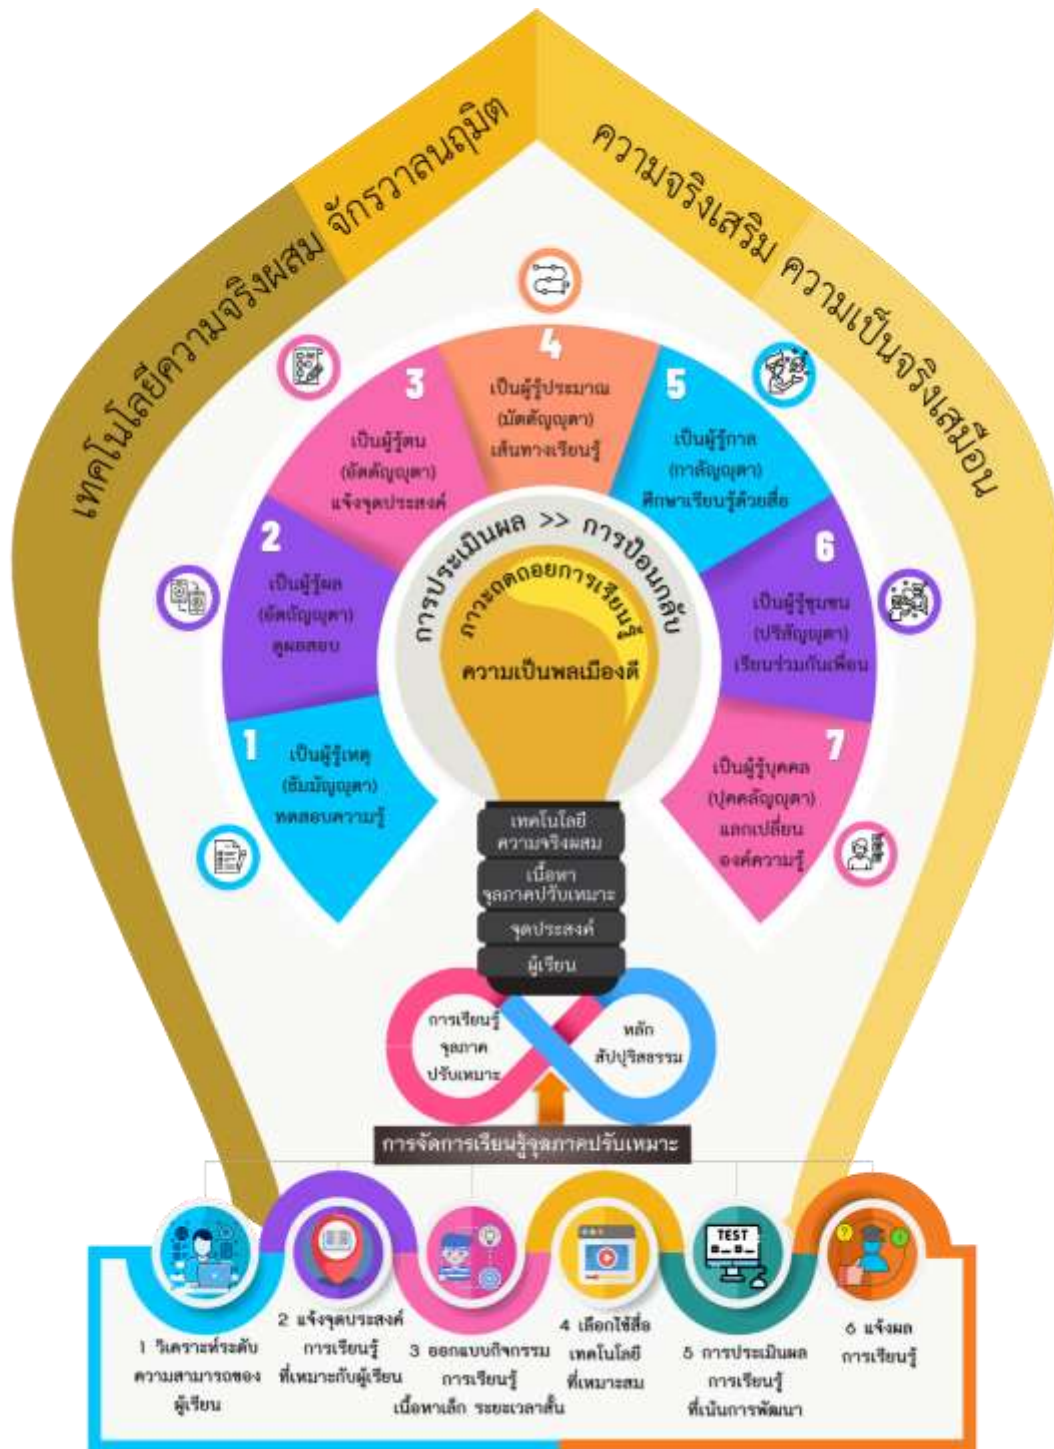 เทคโนโลยีความจริงผสม จักรวาลนฤมิต
ความจริงเสริม ความเป็นจริงเสมือน
1
เป็นผู้รู้เหตุ
(ธัมมัญญุตา)
ทดสอบความรู้
2
เป็นผู้รู้ผล
(อัตถัญญุตา)
ดูผลสอบ
3
เป็นผู้รู้ตน
(อัตตัญญุตา)
แจ้งจุดประสงค์
4
เป็นผู้รู้ประมาณ
(มัตตัญญุตา)
เส้นทางเรียนรู้
5
เป็นผู้รู้กาล
(กาลัญญุตา)
ศึกษาเรียนรู้ด้วยสื่อ
6
เป็นผู้รู้ชุมชน
(ปริสัญญุตา)
เรียนร่วมกับเพื่อน
7
เป็นผู้รู้บุคคล
(ปุคคลัญญุตา)
แลกเปลี่ยน
องค์ความรู้
การประเมินผล >> การป้อนกลับ
ภาวะถดถอยการเรียนรู้
ความเป็นพลเมืองดี
เทคโนโลยี
ความจริงผสม
เนื้อหา
จุลภาคปรับเหมาะ
จุดประสงค์
ผู้เรียน
การเรียนรู้
จุลภาค
ปรับเหมาะ
หลัก
สัปปุริสธรรม
การจัดการเรียนรู้จุลภาคปรับเหมาะ
TEST
1 วิเคราะห์ระดับ
ความสามารถของ
ผู้เรียน
2 แจ้งจุดประสงค์
การเรียนรู้
ที่เหมาะกับผู้เรียน
3 ออกแบบกิจกรรม
การเรียนรู้
เนื้อหาเล็ก ระยะเวลาสั้น
4 เลือกใช้สื่อ
เทคโนโลยี
ที่เหมาะสม
5 การประเมินผล
การเรียนรู้
ที่เน้นการพัฒนา
6 แจ้งผล
การเรียนรู้